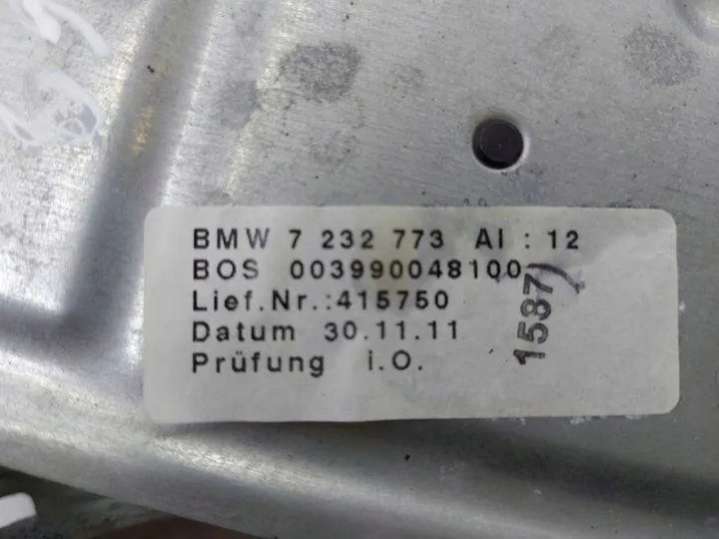 BMW 7 232 773 AI : 12
BOS 003990048100
Lief.Nr.:415750
Datum 30.11.11
Prüfung i.O.
1587